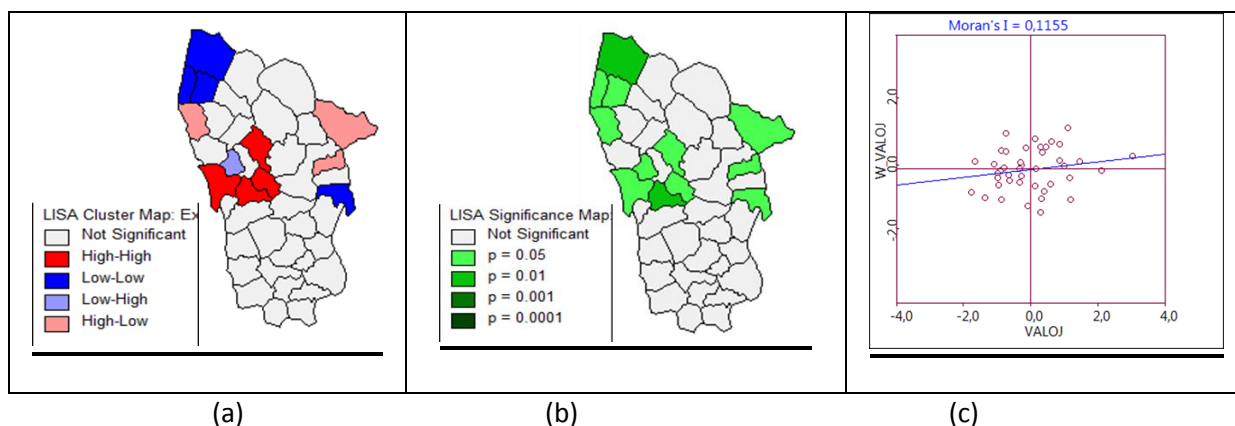 LISA Cluster Map: Ex
Not Significant
High-High
Low-Low
Low-High
High-Low
LISA Significance Map:
Not Significant
p = 0.05
p = 0.01
p = 0.001
p = 0.0001
Moran's I = 0,1155
W VALOJ
2,0
0,0
-2,0
-4,0 -2,0 0,0 2,0 4,0
VALOJ
(a) (b) (c)